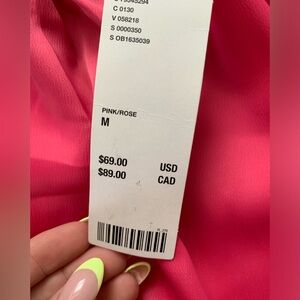 C 0130
V 058218
S 0000350
S OB1635039
PINK/ROSE
M
$69.00 USD
$89.00 CAD